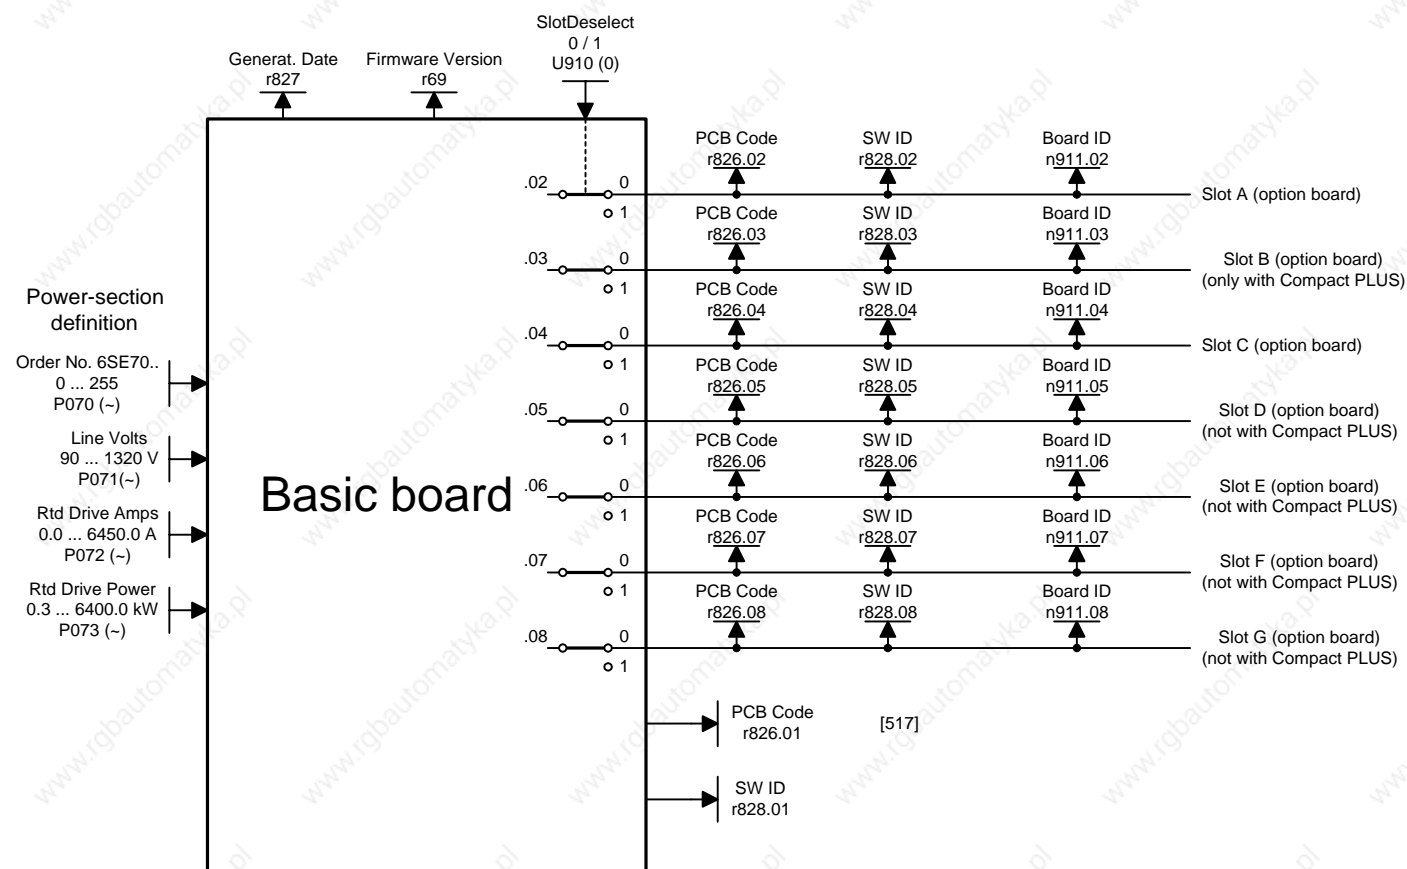 SlotDeselect
0 / 1
U910 (0)
Generat. Date
r827
Firmware Version
r69
PCB Code
r826.02
SW ID
r828.02
Board ID
n911.02
.02
0
1
Slot A (option board)
PCB Code
r826.03
SW ID
r828.03
Board ID
n911.03
.03
0
1
Slot B (option board)
(only with Compact PLUS)
PCB Code
r826.04
SW ID
r828.04
Board ID
n911.04
.04
0
1
Slot C (option board)
PCB Code
r826.05
SW ID
r828.05
Board ID
n911.05
.05
0
1
Slot D (option board)
(not with Compact PLUS)
PCB Code
r826.06
SW ID
r828.06
Board ID
n911.06
.06
0
1
Slot E (option board)
(not with Compact PLUS)
PCB Code
r826.07
SW ID
r828.07
Board ID
n911.07
.07
0
1
Slot F (option board)
(not with Compact PLUS)
PCB Code
r826.08
SW ID
r828.08
Board ID
n911.08
.08
0
1
Slot G (option board)
(not with Compact PLUS)
Power-section
definition
Order No. 6SE70..
0 ... 255
P070 (~)
Line Volts
90 ... 1320 V
P071(~)
Rtd Drive Amps
0.0 ... 6450.0 A
P072 (~)
Rtd Drive Power
0.3 ... 6400.0 kW
P073 (~)
Basic board
PCB Code
r826.01
[517]
SW ID
r828.01
www.rgbautomatyka.pl